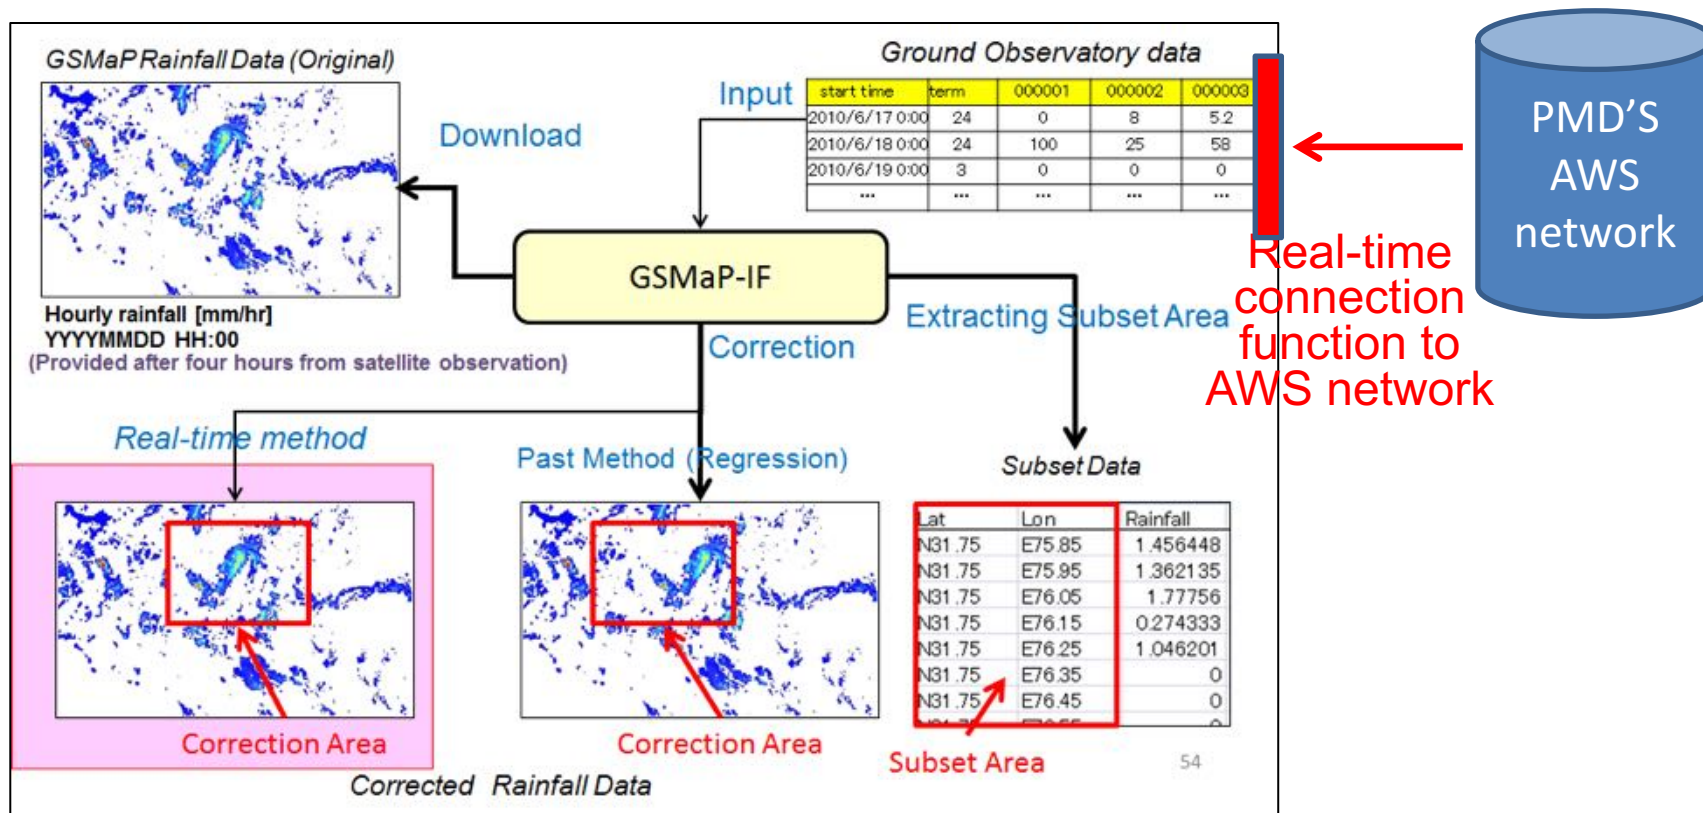 GSMaP Rainfall Data (Original)
Hourly rainfall [mm/hr]
YYYYMMDD HH:00
(Provided after four hours from satellite observation)
Download
Input
Ground Observatory data
start time term 000001 000002 000003
2010/6/17 0:00 24 0 8 5.2
2010/6/18 0:00 24 100 25 58
2010/6/19 0:00 3 0 0 0
... ... ... ... ...
PMD'S
AWS
network
Real-time
connection
function to
AWS network
GSMaP-IF
Correction
Extracting Subset Area
Real-time method
Correction Area
Past Method (Regression)
Correction Area
Corrected Rainfall Data
Subset Data
Lat Lon Rainfall
N31.75 E75.85 1.456448
N31.75 E75.95 1.362135
N31.75 E76.05 1.77756
N31.75 E76.15 0.274333
N31.75 E76.25 1.046201
N31.75 E76.35 0
N31.75 E76.45 0
Subset Area
54